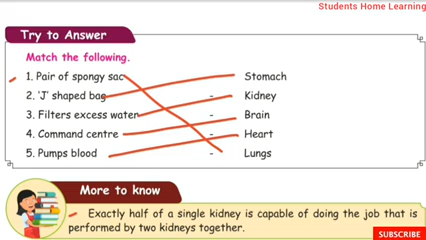 Students Home Learning
Try to Answer
Match the following.
1. Pair of spongy sac - Stomach
2. ‘J’ shaped bag - Kidney
3. Filters excess water - Brain
4. Command centre - Heart
5. Pumps blood - Lungs
More to know
Exactly half of a single kidney is capable of doing the job that is
performed by two kidneys together.
SUBSCRIBE